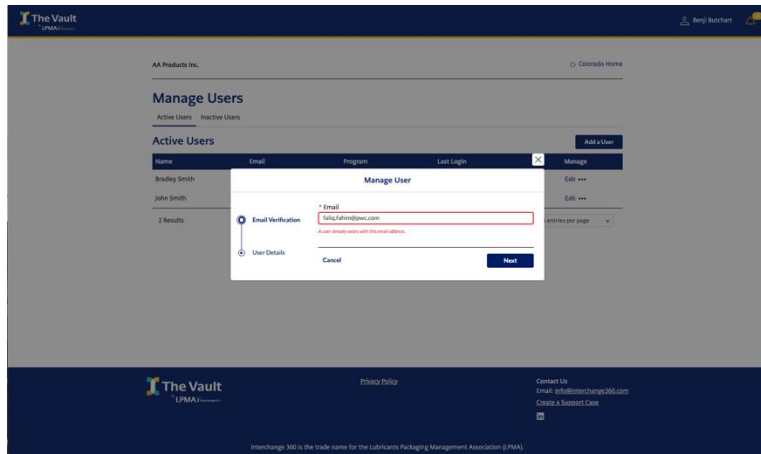 The Vault
LPMA
Benji Butchart
AA Products Inc.
Colorado Home
Manage Users
Active Users Inactive Users
Active Users
Add a User
Name Email Program Last Login Manage
Bradley Smith
Edit •••
John Smith
Edit •••
2 Results
entries per page
Manage User
Email Verification
User Details
* Email
faliq.fahim@pwc.com
A user already exists with this email address.
Cancel
Next
The Vault
LPMA
Privacy Policy
Contact Us
Email: info@interchange360.com
Create a Support Case
Interchange 360 is the trade name for the Lubricants Packaging Management Association (LPMA).